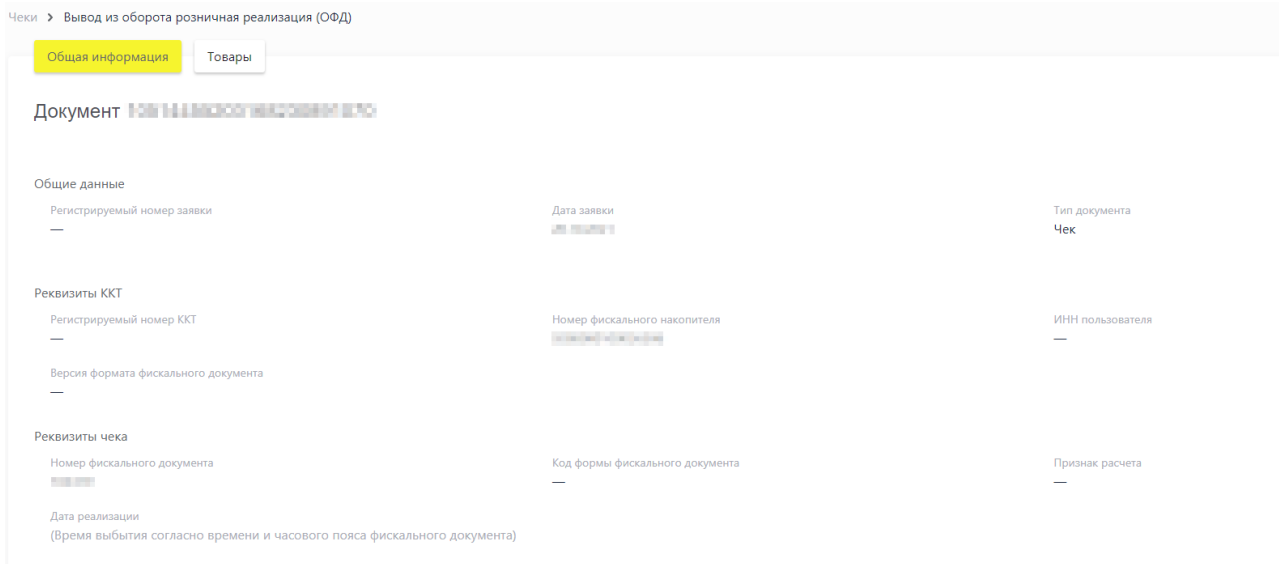 Чеки > Вывод из оборота розничная реализация (ОФД)
Общая информация Товары
Документ
Общие данные
Регистрируемый номер заявки Дата заявки Тип документа
— Чек
Реквизиты ККТ
Регистрируемый номер ККТ Номер фискального накопителя ИНН пользователя
— —
Версия формата фискального документа
—
Реквизиты чека
Номер фискального документа Код формы фискального документа Признак расчета
— —
Дата реализации
(Время выбытия согласно времени и часового пояса фискального документа)